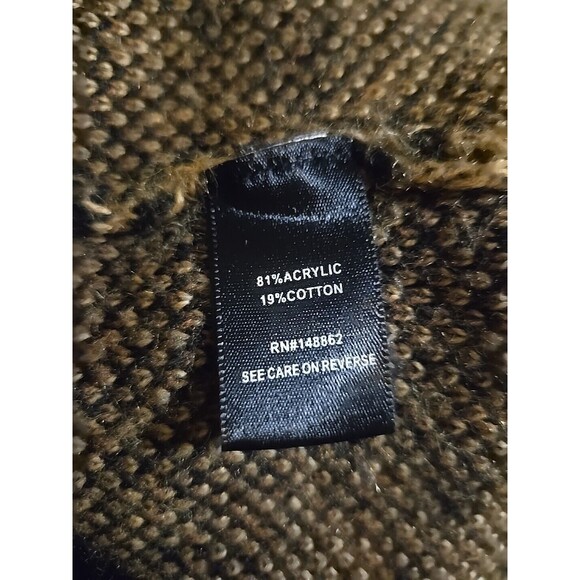 81%ACRYLIC
19%COTTON
RN#148862
SEE CARE ON REVERSE